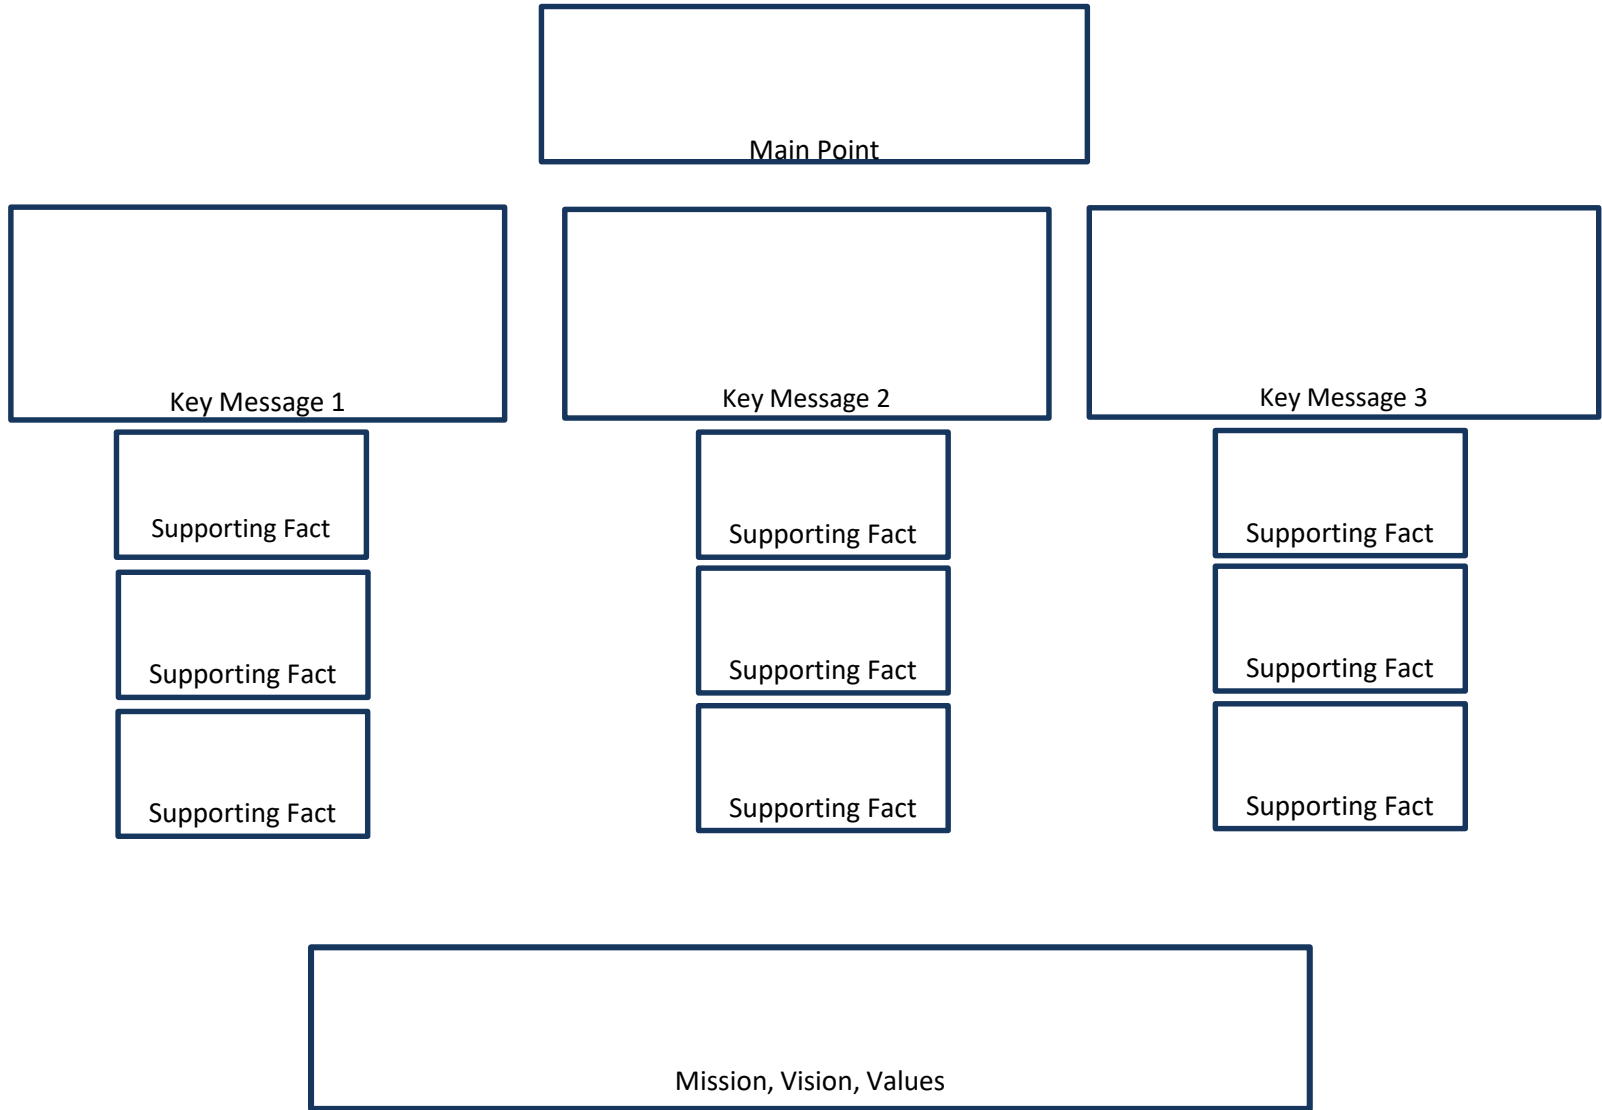 Main Point
Key Message 1
Key Message 2
Key Message 3
Supporting Fact
Supporting Fact
Supporting Fact
Supporting Fact
Supporting Fact
Supporting Fact
Supporting Fact
Supporting Fact
Supporting Fact
Mission, Vision, Values